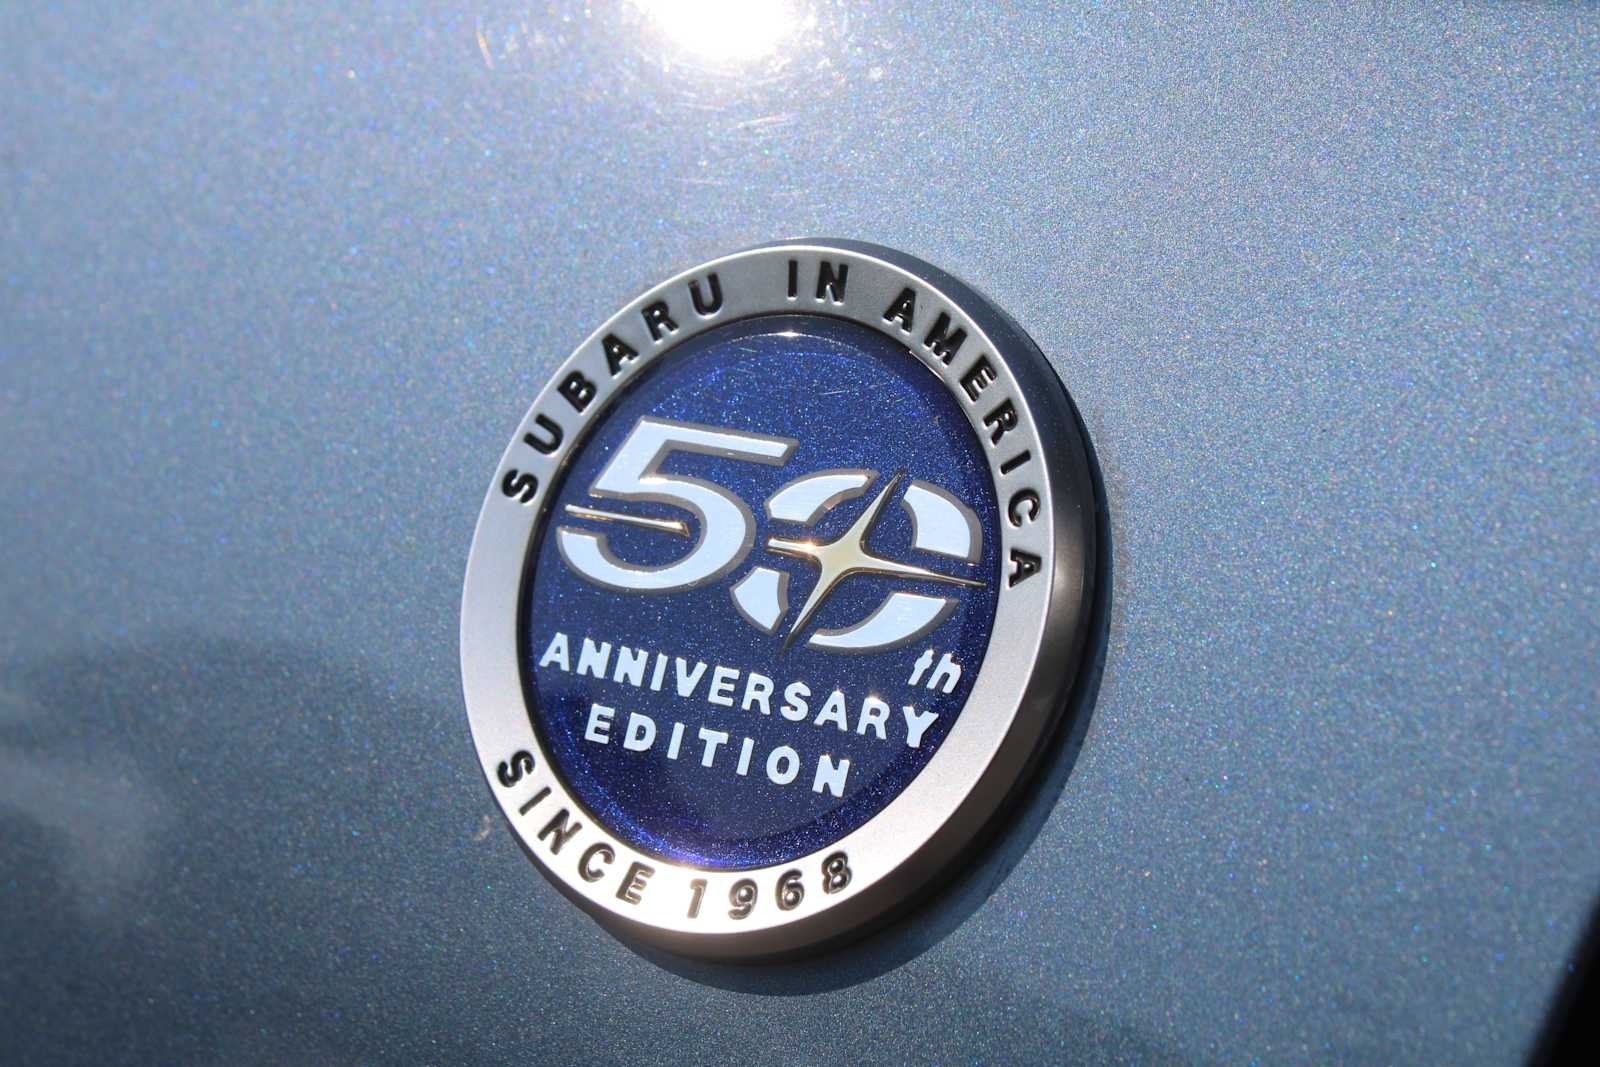 SUBARU IN AMERICA
50th
ANNIVERSARY
EDITION
SINCE 1968